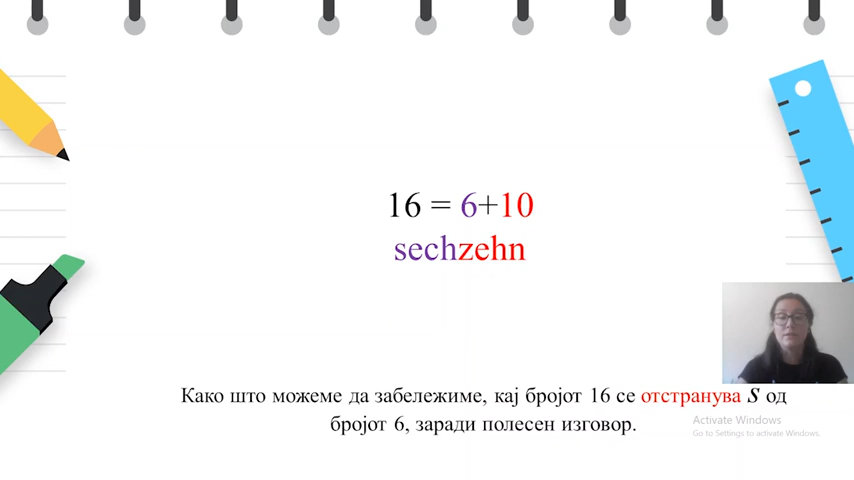 16 = 6+10
sechzehn
Како што можеме да забележиме, кај бројот 16 се отстранува s од
бројот 6, заради полесен изговор.
Activate Windows
Go to Settings to activate Windows.